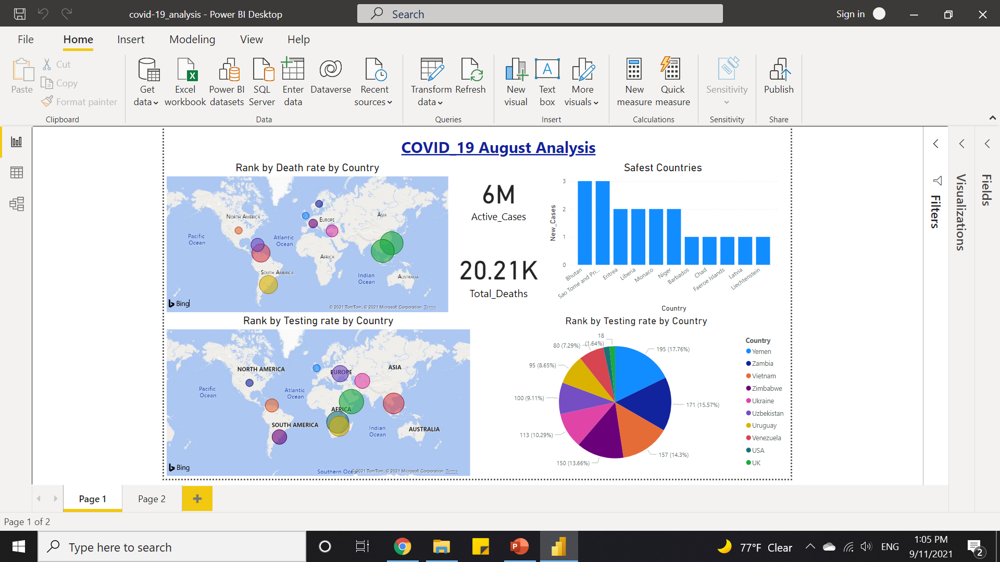 covid-19_analysis - Power BI Desktop
Search
Sign in
File
Home
Insert
Modeling
View
Help
Paste
Cut
Copy
Format painter
Clipboard
Get data
Excel workbook
Power BI datasets
SQL Server
Enter data
Dataverse
Recent sources
Data
Transform data
Refresh
Queries
New visual
A
Text box
More visuals
Insert
New measure
Quick measure
Calculations
Sensitivity
Sensitivity
Publish
Share
COVID_19 August Analysis
Rank by Death rate by Country
NORTH AMERICA
EUROPE
ASIA
Pacific Ocean
Atlantic Ocean
AFRICA
SOUTH AMERICA
Indian Ocean
AUSTRALIA
Bing
© 2021 TomTom, © 2021 Microsoft Corporation Terms
6M
Active_Cases
20.21K
Total_Deaths
Safest Countries
New_Cases
3
2
1
0
Bhutan
Sao Tome and Pri...
Eritrea
Liberia
Monaco
Niger
Barbados
Chad
Faeroe Islands
Latvia
Liechtenstein
Country
Rank by Testing rate by Country
NORTH AMERICA
EUROPE
ASIA
Pacific Ocean
Atlantic Ocean
AFRICA
SOUTH AMERICA
Indian Ocean
AUSTRALIA
Bing
Southern
© 2021 TomTom, © 2021 Microsoft Corporation Terms
Rank by Testing rate by Country
18 (1.64%)
80 (7.29%)
195 (17.76%)
95 (8.65%)
100 (9.11%)
171 (15.57%)
113 (10.29%)
157 (14.3%)
150 (13.66%)
Country
Yemen
Zambia
Vietnam
Zimbabwe
Ukraine
Uzbekistan
Uruguay
Venezuela
USA
UK
Filters
Visualizations
Fields
Page 1
Page 2
Page 1 of 2
Type here to search
77°F Clear
ENG
1:05 PM
9/11/2021
2